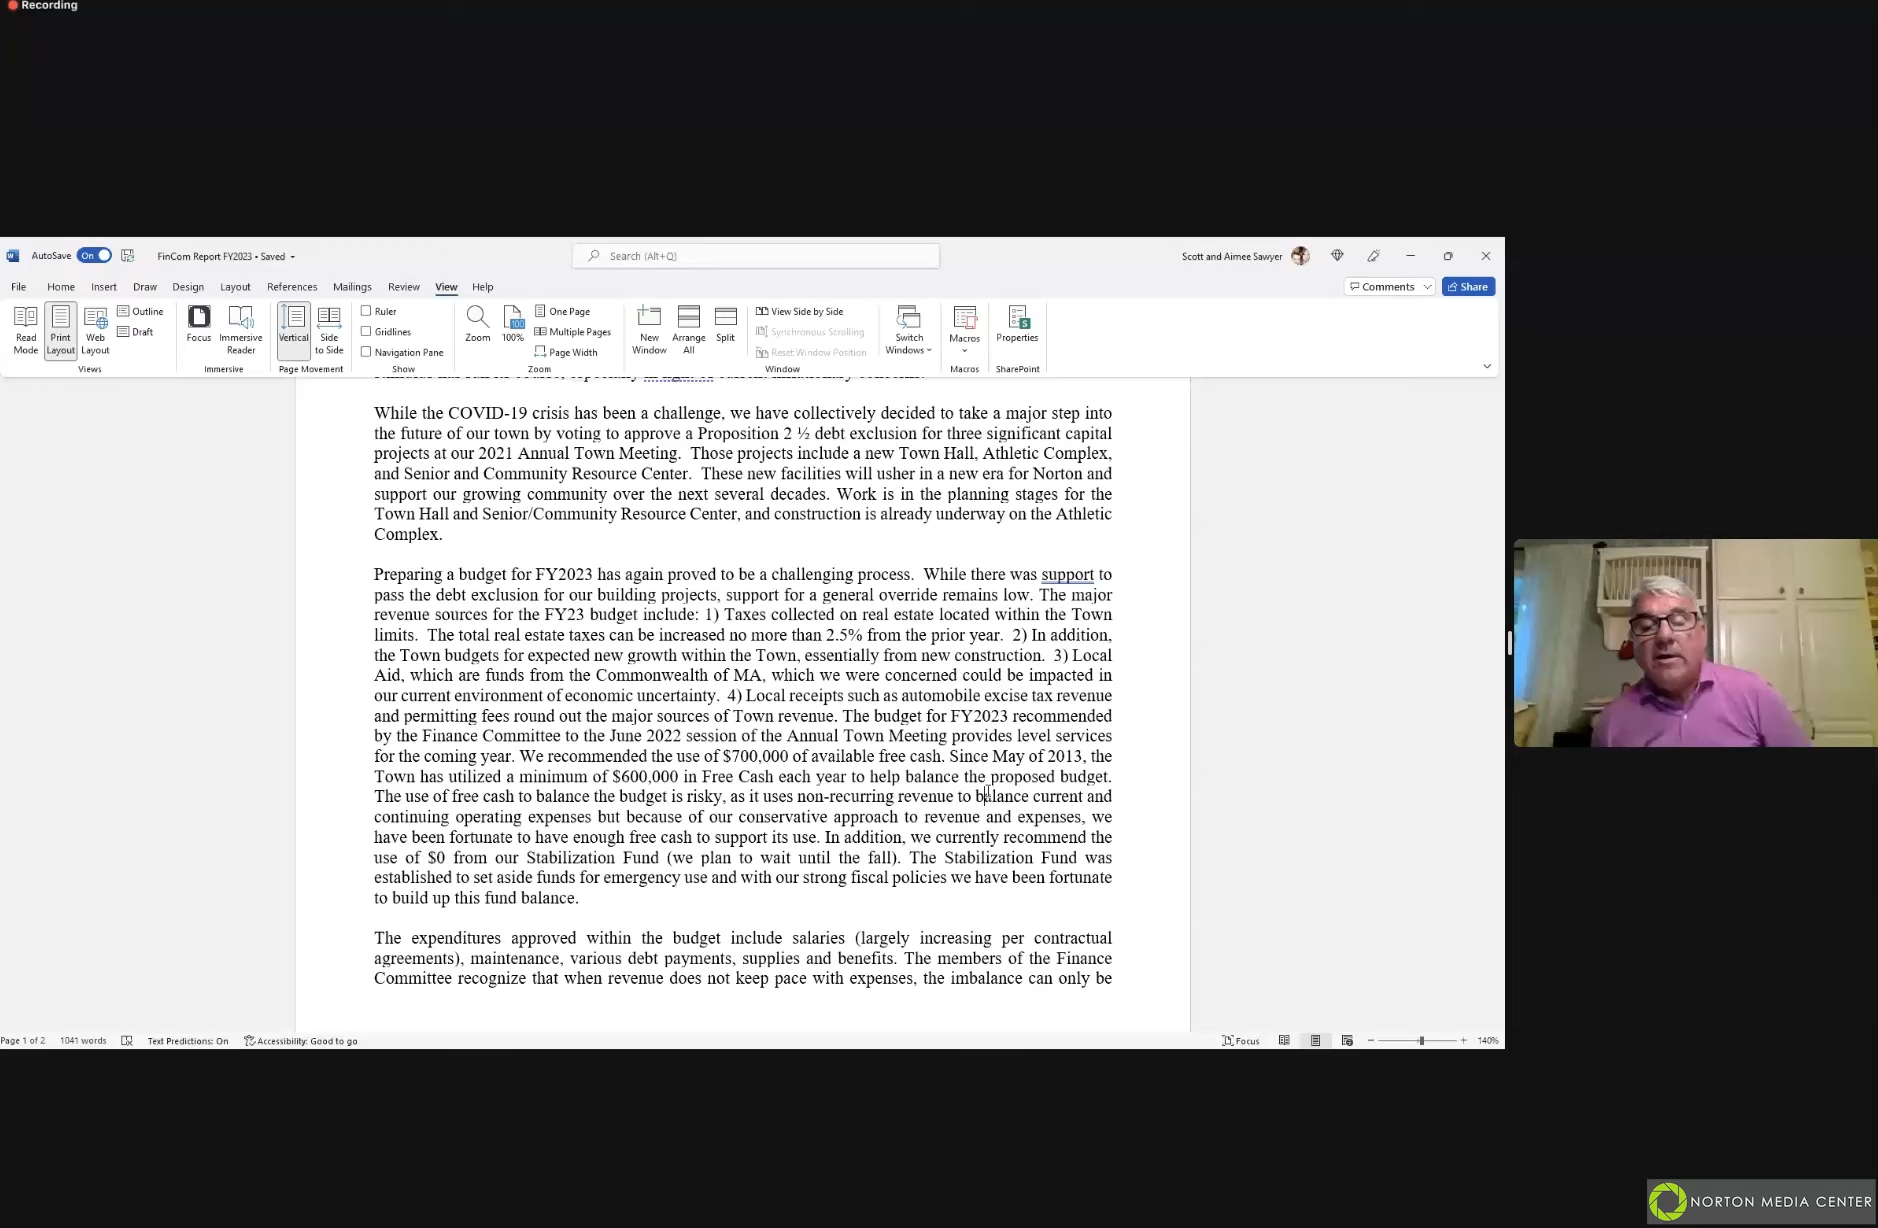 Recording
AutoSave On FinCom Report FY2023 • Saved Search (Alt+Q) Scott and Aimee Sawyer
File Home Insert Draw Design Layout References Mailings Review View Help Comments Share
Read Mode
Print Layout
Web Layout
Outline
Draft
Views
Focus
Immersive Reader
Immersive
Vertical
Side to Side
Page Movement
Ruler
Gridlines
Navigation Pane
Show
Zoom
100
100%
One Page
Multiple Pages
Page Width
Zoom
New Window
Arrange All
Split
View Side by Side
Synchronous Scrolling
Reset Window Position
Switch Windows
Window
Macros
Macros
Properties
SharePoint
While the COVID-19 crisis has been a challenge, we have collectively decided to take a major step into
the future of our town by voting to approve a Proposition 2 ½ debt exclusion for three significant capital
projects at our 2021 Annual Town Meeting. Those projects include a new Town Hall, Athletic Complex,
and Senior and Community Resource Center. These new facilities will usher in a new era for Norton and
support our growing community over the next several decades. Work is in the planning stages for the
Town Hall and Senior/Community Resource Center, and construction is already underway on the Athletic
Complex.
Preparing a budget for FY2023 has again proved to be a challenging process. While there was support to
pass the debt exclusion for our building projects, support for a general override remains low. The major
revenue sources for the FY23 budget include: 1) Taxes collected on real estate located within the Town
limits. The total real estate taxes can be increased no more than 2.5% from the prior year. 2) In addition,
the Town budgets for expected new growth within the Town, essentially from new construction. 3) Local
Aid, which are funds from the Commonwealth of MA, which we were concerned could be impacted in
our current environment of economic uncertainty. 4) Local receipts such as automobile excise tax revenue
and permitting fees round out the major sources of Town revenue. The budget for FY2023 recommended
by the Finance Committee to the June 2022 session of the Annual Town Meeting provides level services
for the coming year. We recommended the use of $700,000 of available free cash. Since May of 2013, the
Town has utilized a minimum of $600,000 in Free Cash each year to help balance the proposed budget.
The use of free cash to balance the budget is risky, as it uses non-recurring revenue to balance current and
continuing operating expenses but because of our conservative approach to revenue and expenses, we
have been fortunate to have enough free cash to support its use. In addition, we currently recommend the
use of $0 from our Stabilization Fund (we plan to wait until the fall). The Stabilization Fund was
established to set aside funds for emergency use and with our strong fiscal policies we have been fortunate
to build up this fund balance.
The expenditures approved within the budget include salaries (largely increasing per contractual
agreements), maintenance, various debt payments, supplies and benefits. The members of the Finance
Committee recognize that when revenue does not keep pace with expenses, the imbalance can only be
Page 1 of 2 1041 words Text Predictions: On Accessibility: Good to go Focus 140%
NORTON MEDIA CENTER